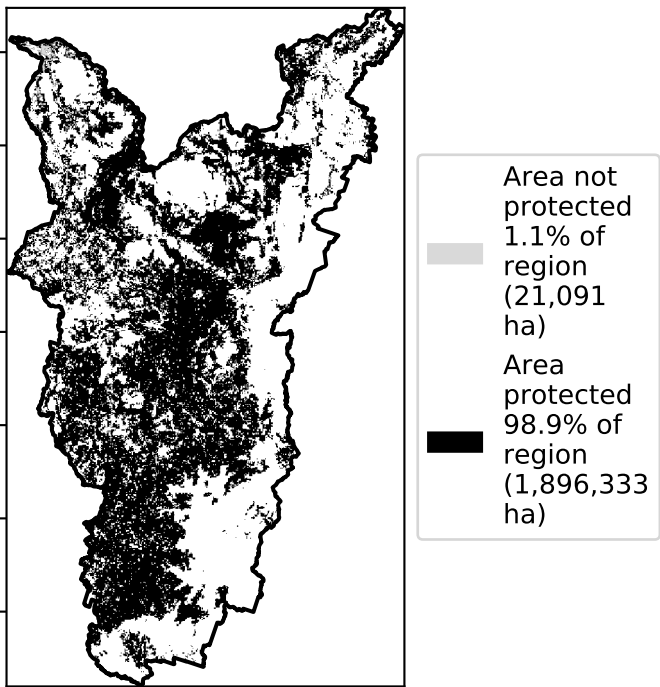 Area not
protected
1.1% of
region
(21,091
ha)
Area
protected
98.9% of
region
(1,896,333
ha)